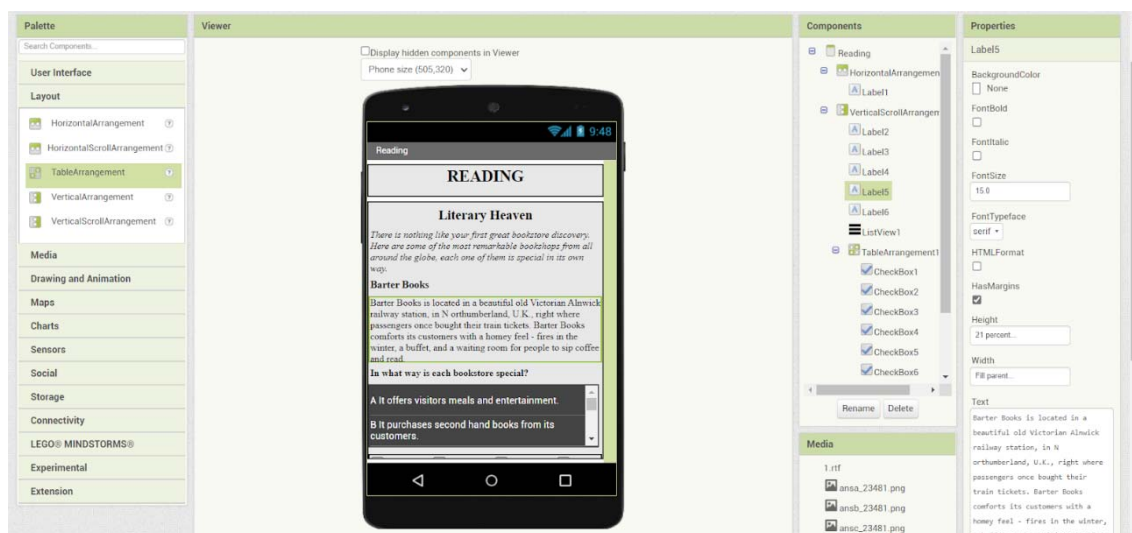 Palette
Search Components...
User Interface
Layout
HorizontalArrangement
HorizontalScrollArrangement
TableArrangement
VerticalArrangement
VerticalScrollArrangement
Media
Drawing and Animation
Maps
Charts
Sensors
Social
Storage
Connectivity
LEGO® MINDSTORMS®
Experimental
Extension
Viewer
Display hidden components in Viewer
Phone size (505,320)
9:48
Reading
READING
Literary Heaven
There is nothing like your first great bookstore discovery.
Here are some of the most remarkable bookshops from all
around the globe, each one of them is special in its own
way.
Barter Books
Barter Books is located in a beautiful old Victorian Alnwick
railway station, in N orthumberland, U.K., right where
passengers once bought their train tickets. Barter Books
comforts its customers with a homey feel - fires in the
winter, a buffet, and a waiting room for people to sip coffee
and read.
In what way is each bookstore special?
A It offers visitors meals and entertainment.
B It purchases second hand books from its
customers.
Components
Reading
HorizontalArrangemen
Label1
VerticalScrollArrangem
Label2
Label3
Label4
Label5
Label6
ListView1
TableArrangement1
CheckBox1
CheckBox2
CheckBox3
CheckBox4
CheckBox5
CheckBox6
Rename Delete
Media
1.rtf
ansa_23481.png
ansb_23481.png
ansc_23481.png
Properties
Label5
BackgroundColor
None
FontBold
FontItalic
FontSize
15.0
FontTypeface
serif
HTMLFormat
HasMargins
Height
21 percent...
Width
Fill parent...
Text
Barter Books is located in a
beautiful old Victorian Alnwick
railway station, in N
orthumberland, U.K., right where
passengers once bought their
train tickets. Barter Books
comforts its customers with a
homey feel - fires in the winter,